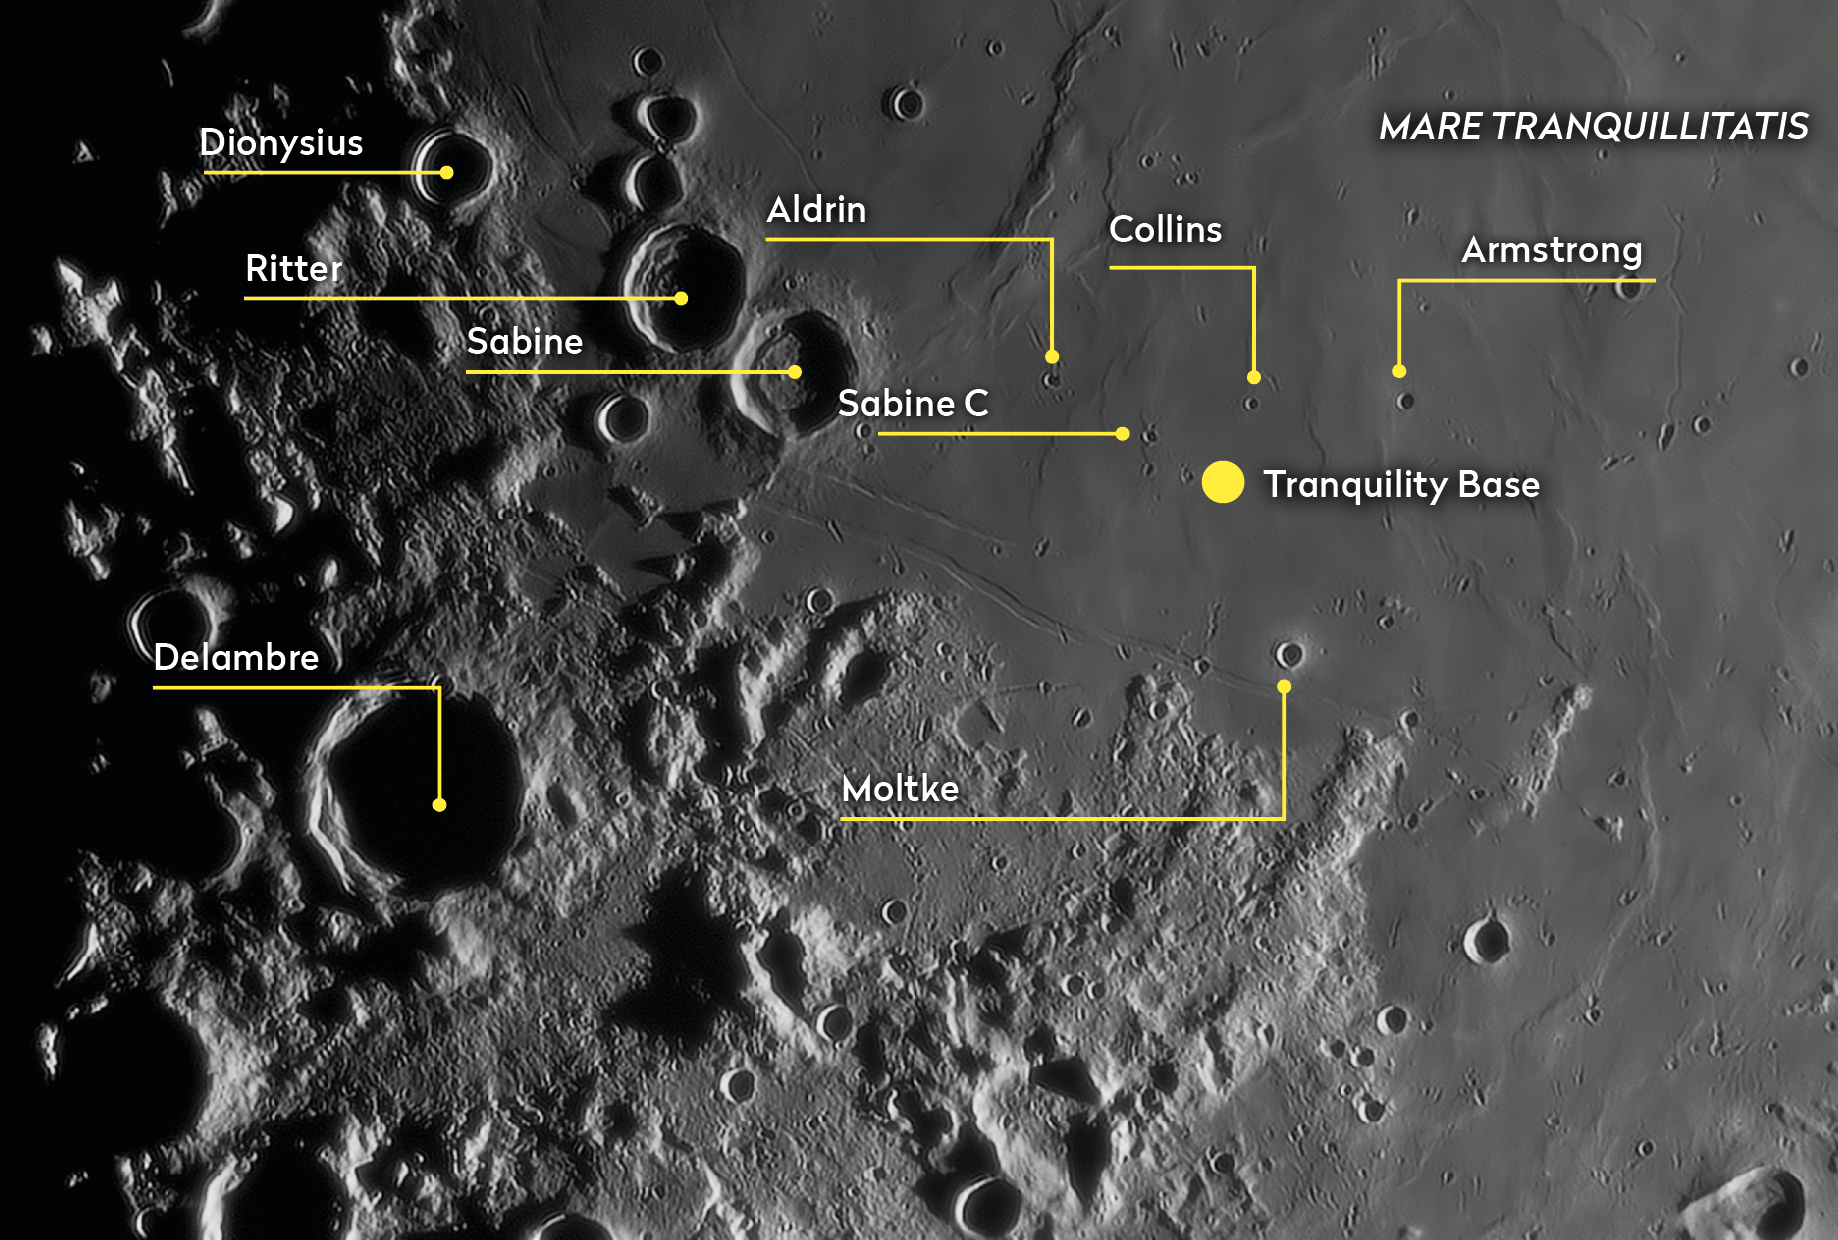 MARE TRANQUILLITATIS
Dionysius
Aldrin
Collins
Armstrong
Ritter
Sabine
Sabine C
Tranquility Base
Delambre
Moltke